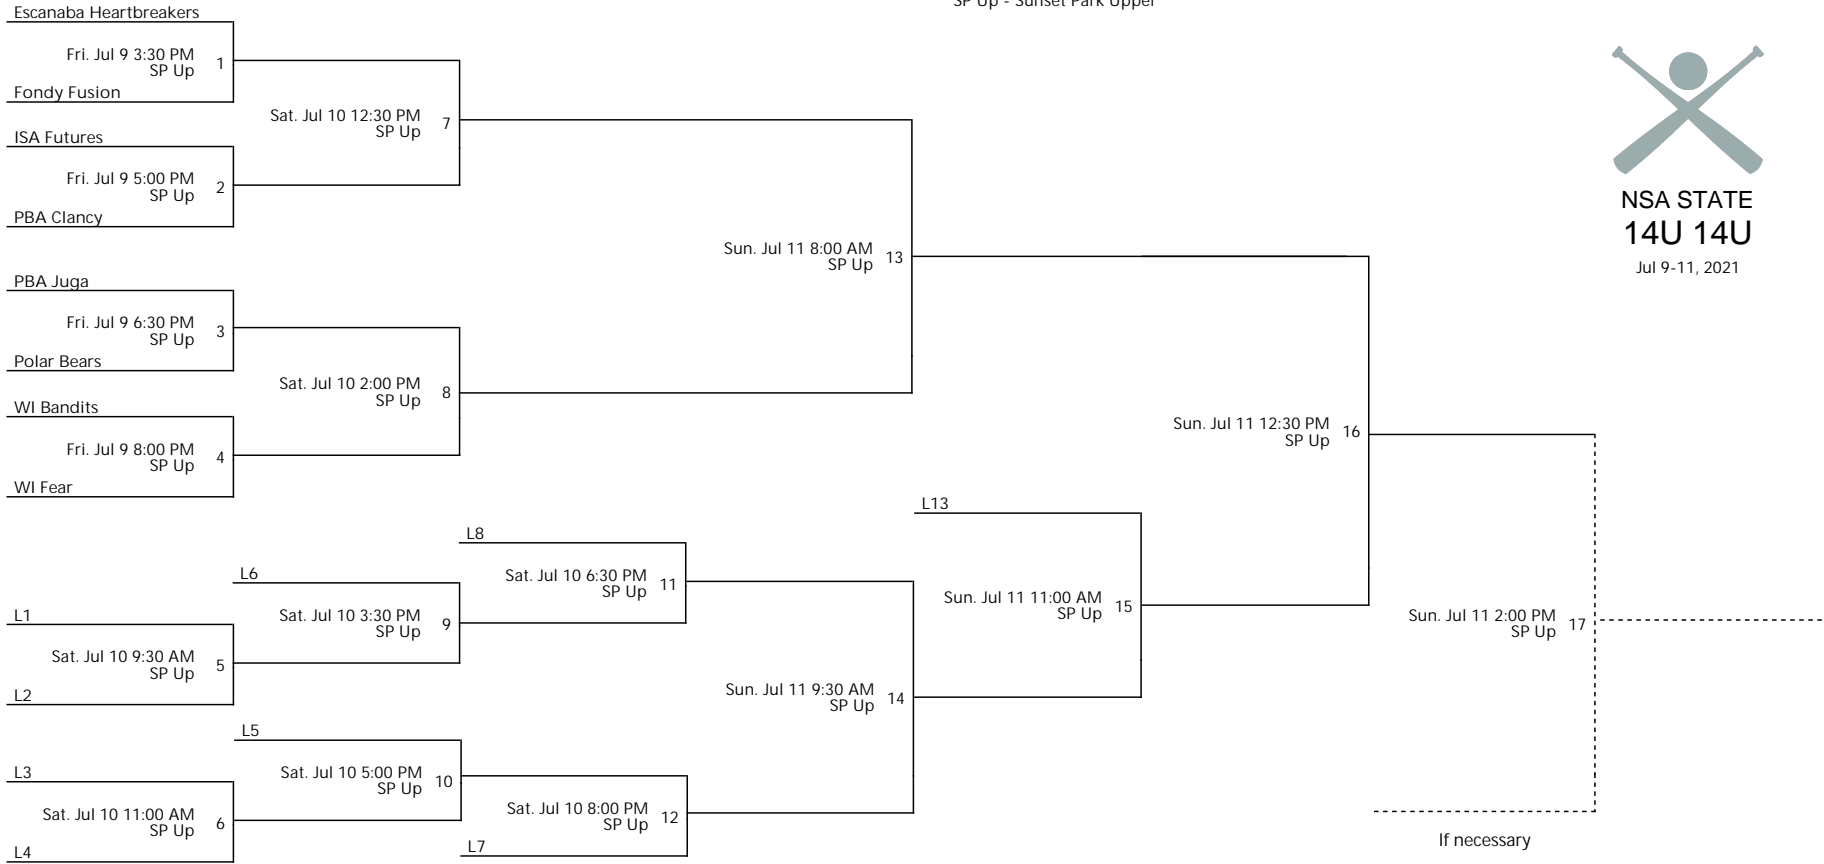 SP Up - Sunset Park Upper
Escanaba Heartbreakers
Fri. Jul 9 3:30 PM
SP Up 1
Fondy Fusion
ISA Futures
Fri. Jul 9 5:00 PM
SP Up 2
PBA Clancy
Sat. Jul 10 12:30 PM
SP Up 7
PBA Juga
Fri. Jul 9 6:30 PM
SP Up 3
Polar Bears
WI Bandits
Fri. Jul 9 8:00 PM
SP Up 4
WI Fear
Sat. Jul 10 2:00 PM
SP Up 8
Sun. Jul 11 8:00 AM
SP Up 13
NSA STATE
14U 14U
Jul 9-11, 2021
Sun. Jul 11 12:30 PM
SP Up 16
L1
Sat. Jul 10 9:30 AM
SP Up 5
L2
L3
Sat. Jul 10 11:00 AM
SP Up 6
L4
L6
Sat. Jul 10 3:30 PM
SP Up 9
L5
Sat. Jul 10 5:00 PM
SP Up 10
L8
Sat. Jul 10 6:30 PM
SP Up 11
Sat. Jul 10 8:00 PM
SP Up 12
L7
Sun. Jul 11 9:30 AM
SP Up 14
L13
Sun. Jul 11 11:00 AM
SP Up 15
Sun. Jul 11 2:00 PM
SP Up 17
If necessary